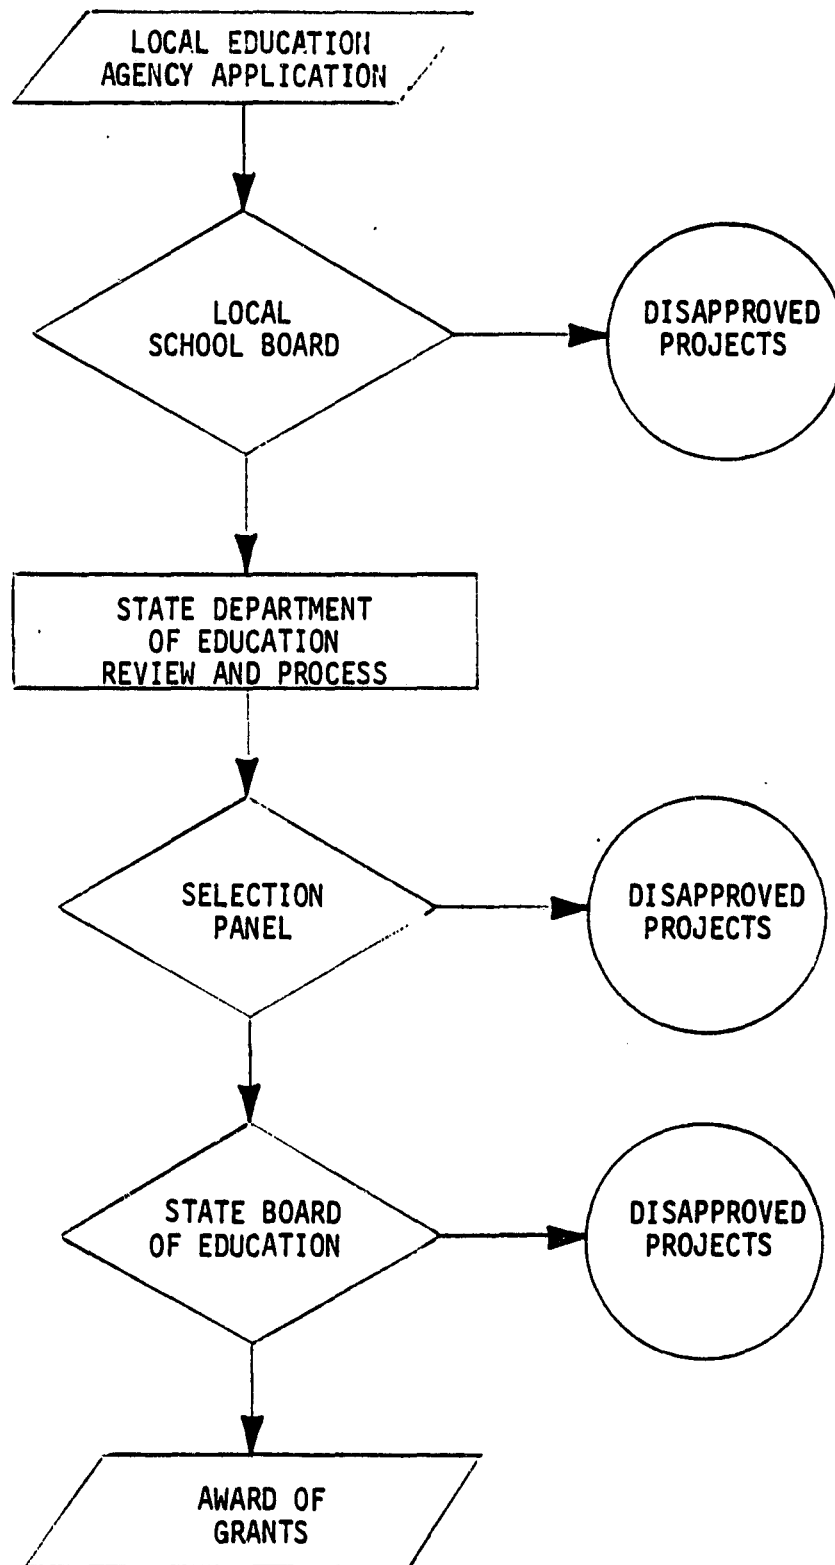 LOCAL EDUCATION
AGENCY APPLICATION
LOCAL
SCHOOL BOARD
DISAPPROVED
PROJECTS
STATE DEPARTMENT
OF EDUCATION
REVIEW AND PROCESS
SELECTION
PANEL
DISAPPROVED
PROJECTS
STATE BOARD
OF EDUCATION
DISAPPROVED
PROJECTS
AWARD OF
GRANTS